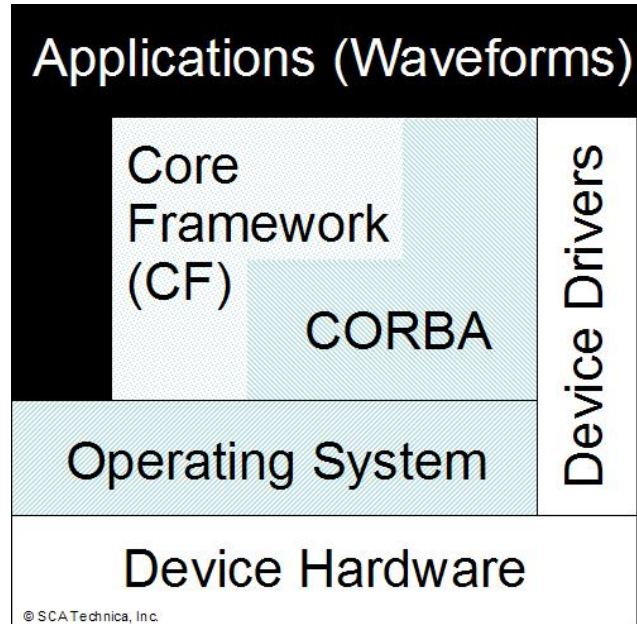 Applications (Waveforms)
Core
Framework
(CF)
CORBA
Device Drivers
Operating System
Device Hardware
© SCA Technica, Inc.